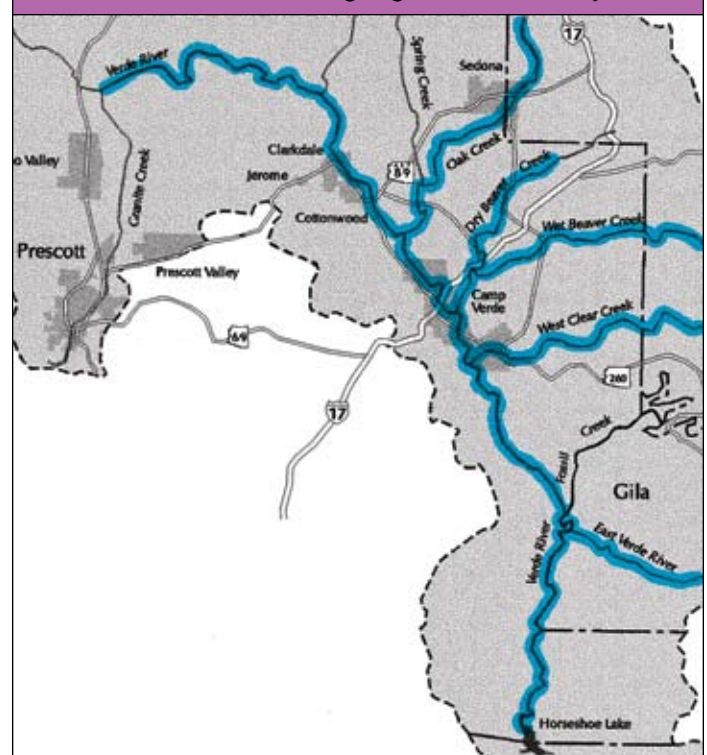 17
Verde River
Spring Creek
Sedona
o Valley
Granite Creek
Clarkdale
89
Oak Creek
Jerome
Dry Beaver Creek
Cottonwood
Wet Beaver Creek
Prescott
Prescott Valley
Camp
Verde
West Clear Creek
69
260
17
Fossil Creek
Gila
Verde River
East Verde River
Horseshoe Lake